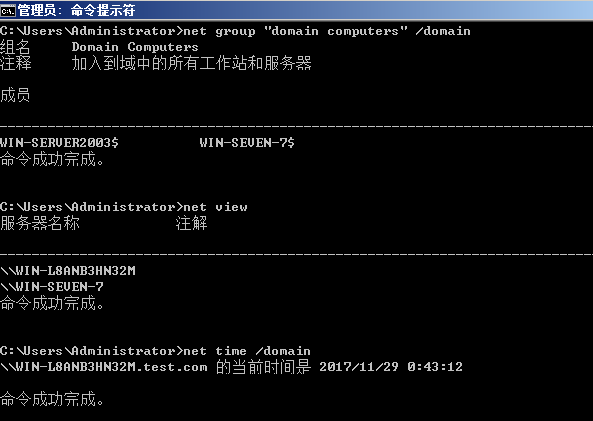 管理员: 命令提示符
C:\Users\Administrator>net group "domain computers" /domain
组名 Domain Computers
注释 加入到域中的所有工作站和服务器
成员
-------------------------------------------------------------------------------
WIN-SERVER2003$ WIN-SEVEN-7$
命令成功完成。
C:\Users\Administrator>net view
服务器名称 注解
-------------------------------------------------------------------------------
\\WIN-L8ANB3HN32M
\\WIN-SEVEN-7
命令成功完成。
C:\Users\Administrator>net time /domain
\\WIN-L8ANB3HN32M.test.com 的当前时间是 2017/11/29 0:43:12
命令成功完成。